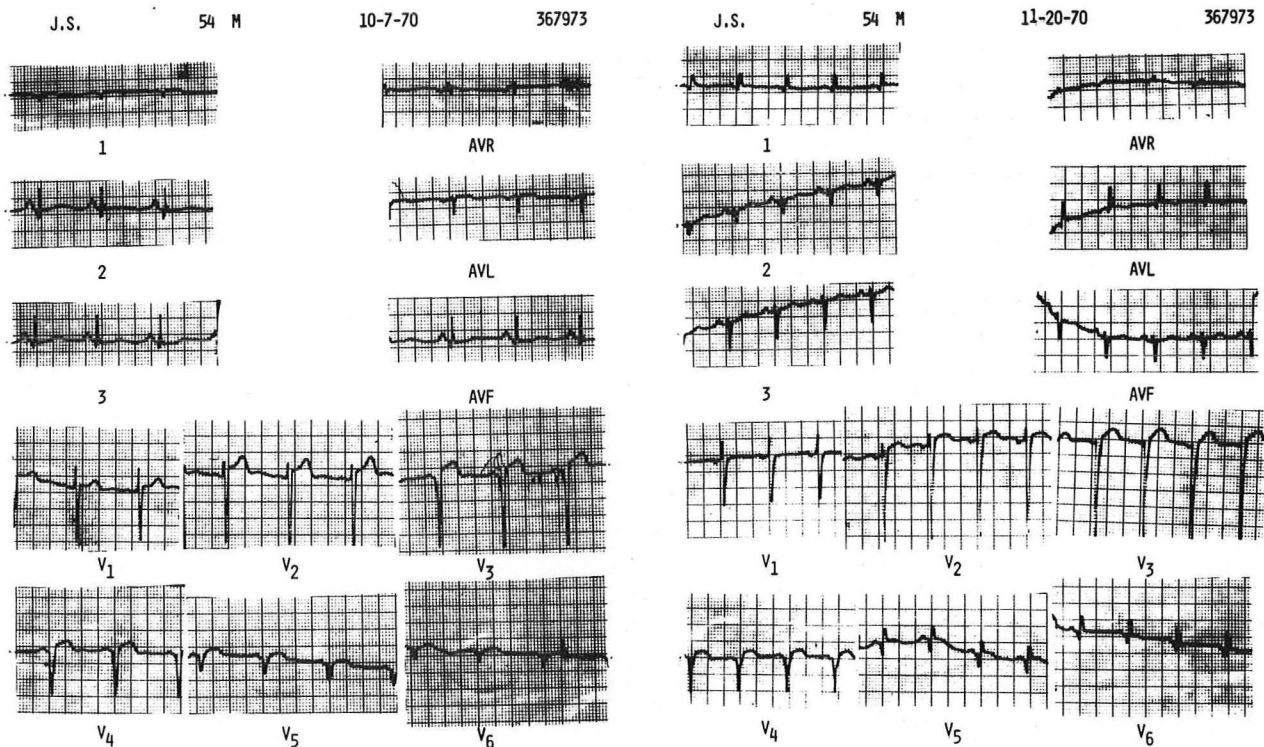 J.S. 54 M 10-7-70 367973
1 AVR
2 AVL
3 AVF
V1 V2 V3
V4 V5 V6
J.S. 54 M 11-20-70 367973
1 AVR
2 AVL
3 AVF
V1 V2 V3
V4 V5 V6